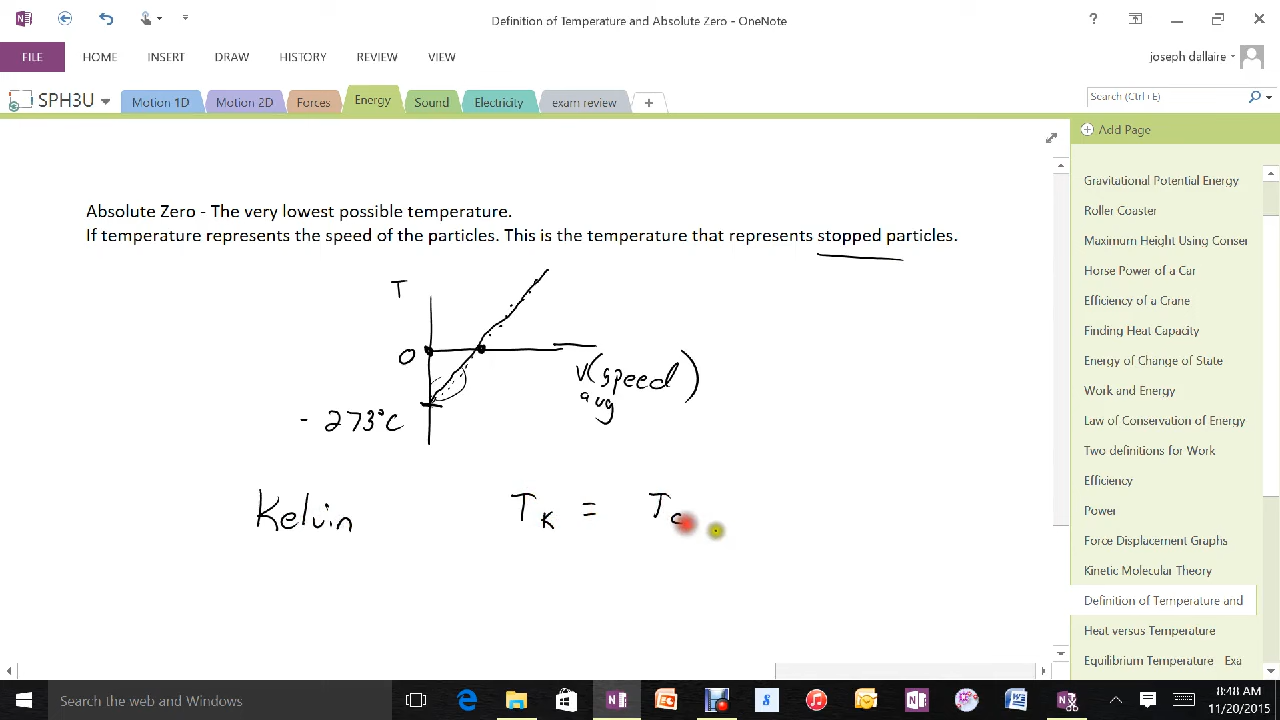 Definition of Temperature and Absolute Zero - OneNote
?
FILE HOME INSERT DRAW HISTORY REVIEW VIEW
joseph dallaire
SPH3U Motion 1D Motion 2D Forces Energy Sound Electricity exam review
Search (Ctrl+E)
Add Page
Absolute Zero - The very lowest possible temperature.
If temperature represents the speed of the particles. This is the temperature that represents stopped particles.
T
0
v(speed)
avg
- 273°C
Kelvin T K = T c
Gravitational Potential Energy
Roller Coaster
Maximum Height Using Conser
Horse Power of a Car
Efficiency of a Crane
Finding Heat Capacity
Energy of Change of State
Work and Energy
Law of Conservation of Energy
Two definitions for Work
Efficiency
Power
Force Displacement Graphs
Kinetic Molecular Theory
Definition of Temperature and
Heat versus Temperature
Equilibrium Temperature Exa
Search the web and Windows
8:48 AM
11/20/2015